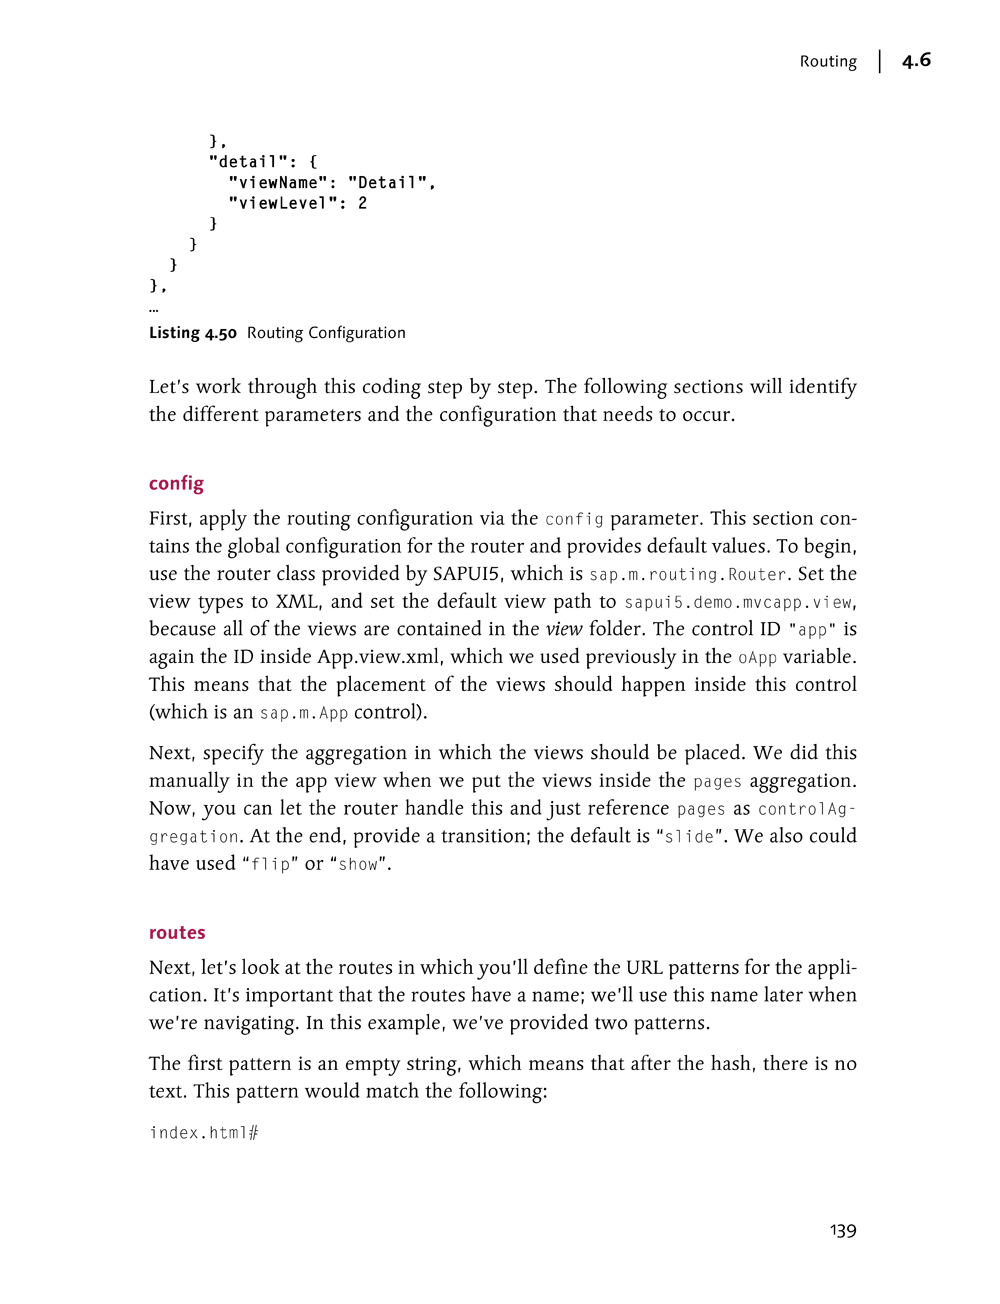 Routing | 4.6
},
"detail": {
"viewName": "Detail",
"viewLevel": 2
}
}
}
},
…
Listing 4.50 Routing Configuration
Let’s work through this coding step by step. The following sections will identify
the different parameters and the configuration that needs to occur.
config
First, apply the routing configuration via the config parameter. This section con-
tains the global configuration for the router and provides default values. To begin,
use the router class provided by SAPUI5, which is sap.m.routing.Router. Set the
view types to XML, and set the default view path to sapui5.demo.mvcapp.view,
because all of the views are contained in the view folder. The control ID "app" is
again the ID inside App.view.xml, which we used previously in the oApp variable.
This means that the placement of the views should happen inside this control
(which is an sap.m.App control).
Next, specify the aggregation in which the views should be placed. We did this
manually in the app view when we put the views inside the pages aggregation.
Now, you can let the router handle this and just reference pages as controlAg-
gregation. At the end, provide a transition; the default is “slide”. We also could
have used “flip” or “show”.
routes
Next, let’s look at the routes in which you’ll define the URL patterns for the appli-
cation. It’s important that the routes have a name; we’ll use this name later when
we’re navigating. In this example, we’ve provided two patterns.
The first pattern is an empty string, which means that after the hash, there is no
text. This pattern would match the following:
index.html#
139